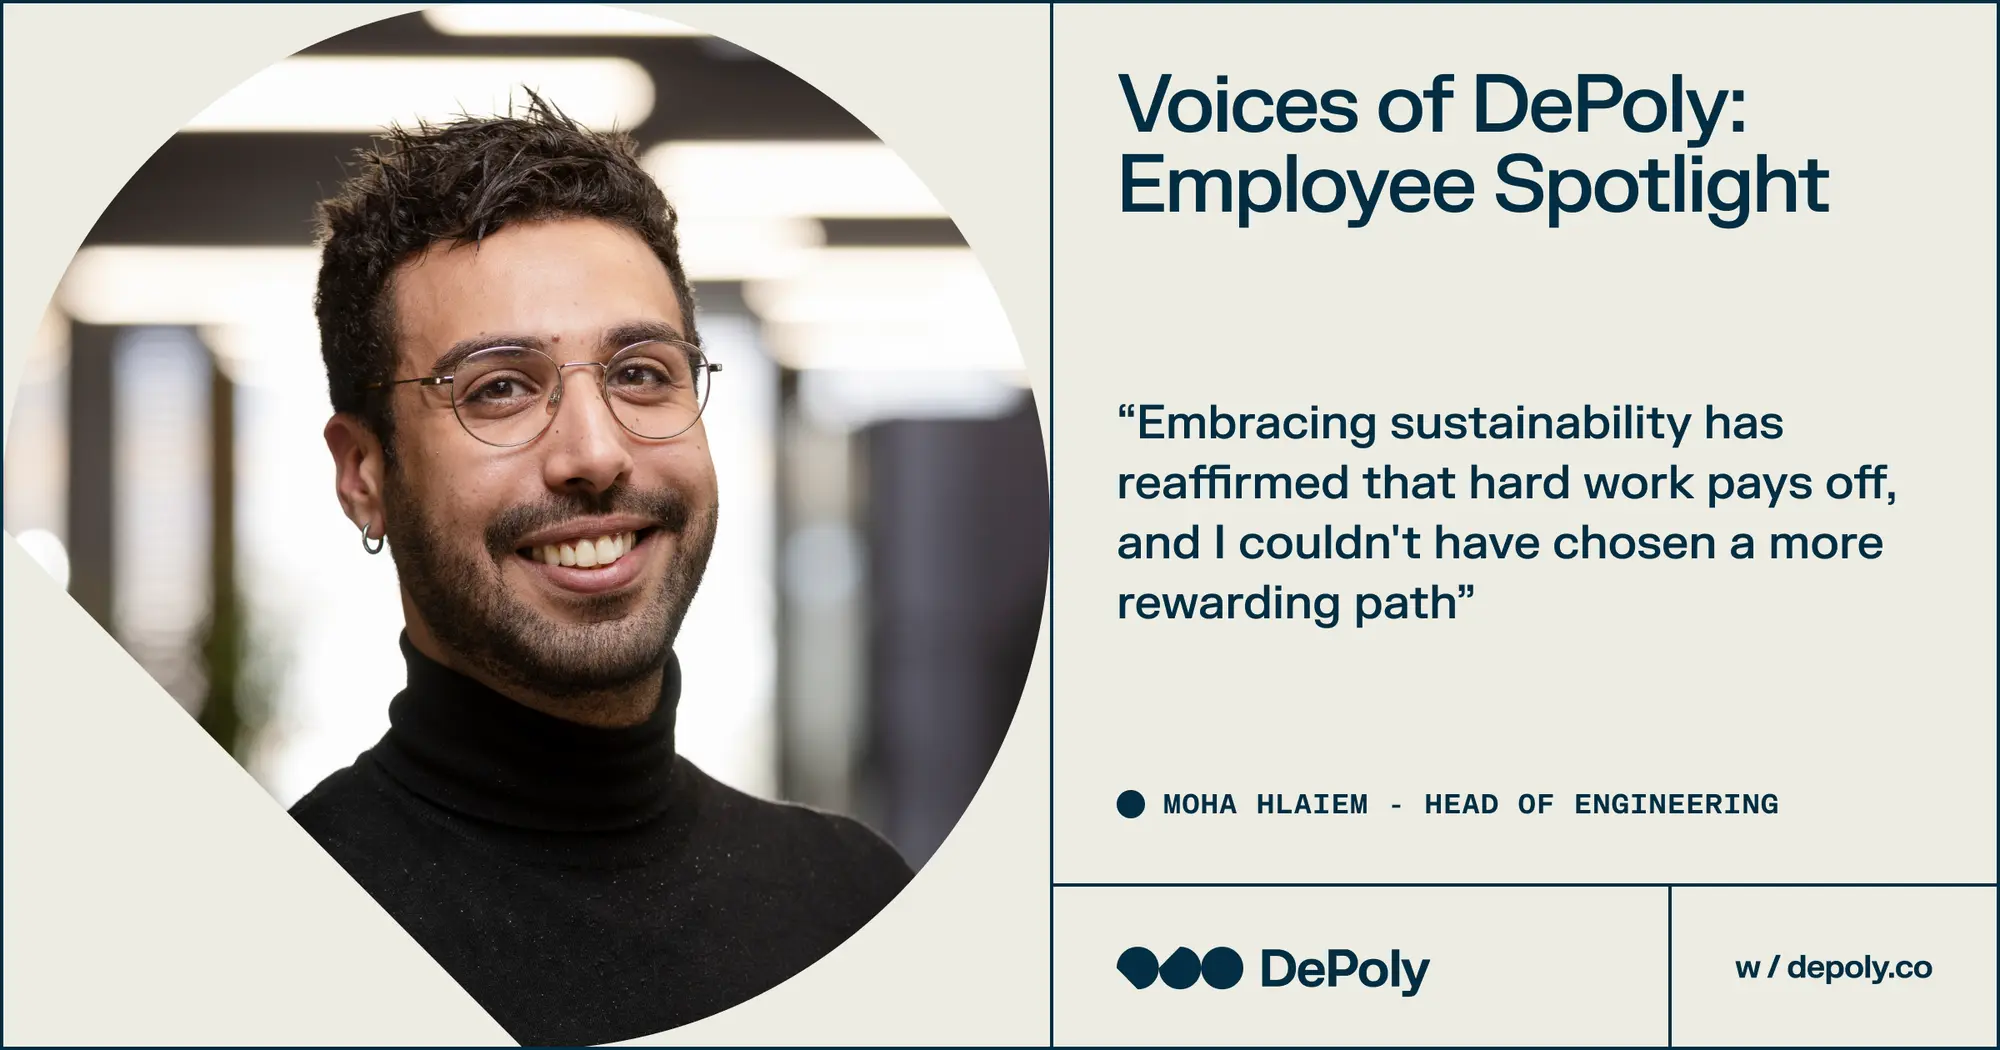 Voices of DePoly:
Employee Spotlight
“Embracing sustainability has
reaffirmed that hard work pays off,
and I couldn't have chosen a more
rewarding path”
MOHA HLAIEM - HEAD OF ENGINEERING
DePoly
w / depoly.co